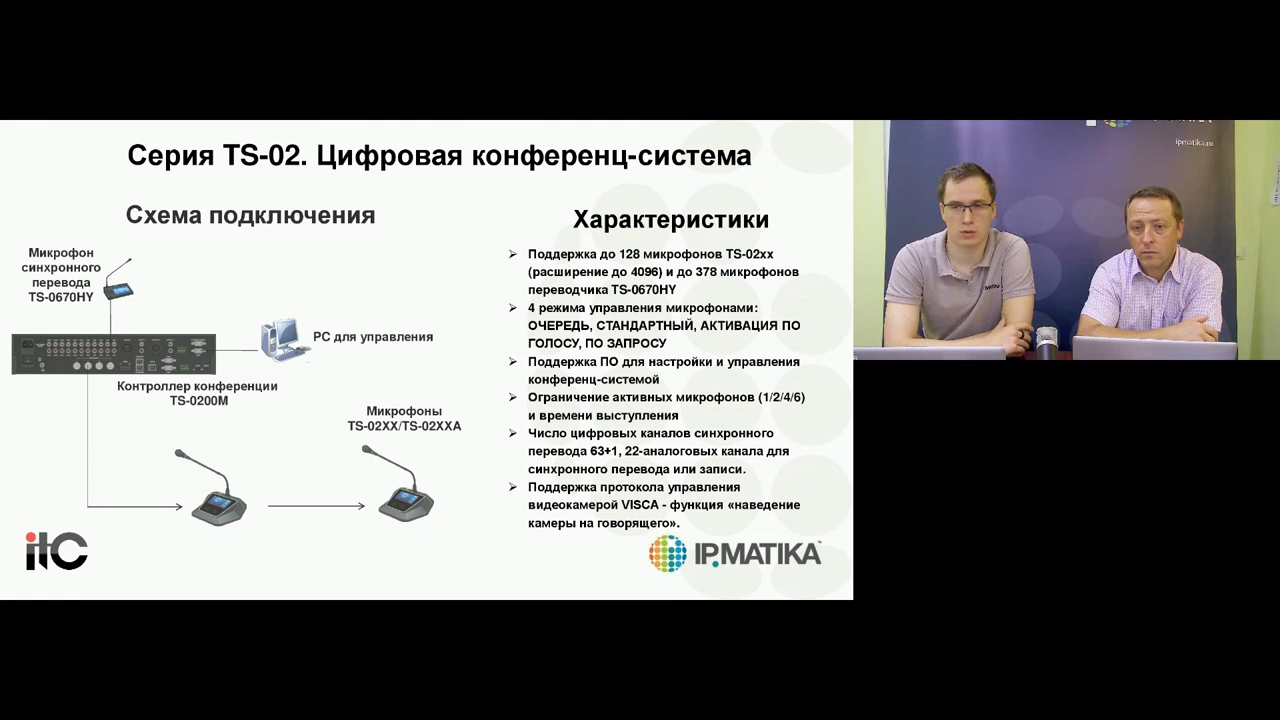 Серия TS-02. Цифровая конференц-система
Схема подключения
Микрофон
синхронного
перевода
TS-0670HY
PC для управления
Контроллер конференции
TS-0200M
Микрофоны
TS-02XX/TS-02XXA
itC
Характеристики
Поддержка до 128 микрофонов TS-02xx
(расширение до 4096) и до 378 микрофонов
переводчика TS-0670HY
4 режима управления микрофонами:
ОЧЕРЕДЬ, СТАНДАРТНЫЙ, АКТИВАЦИЯ ПО
ГОЛОСУ, ПО ЗАПРОСУ
Поддержка ПО для настройки и управления
конференц-системой
Ограничение активных микрофонов (1/2/4/6)
и времени выступления
Число цифровых каналов синхронного
перевода 63+1, 22-аналоговых канала для
синхронного перевода или записи.
Поддержка протокола управления
видеокамерой VISCA - функция «наведение
камеры на говорящего».
IP.MATIKA
ipmatika.ru